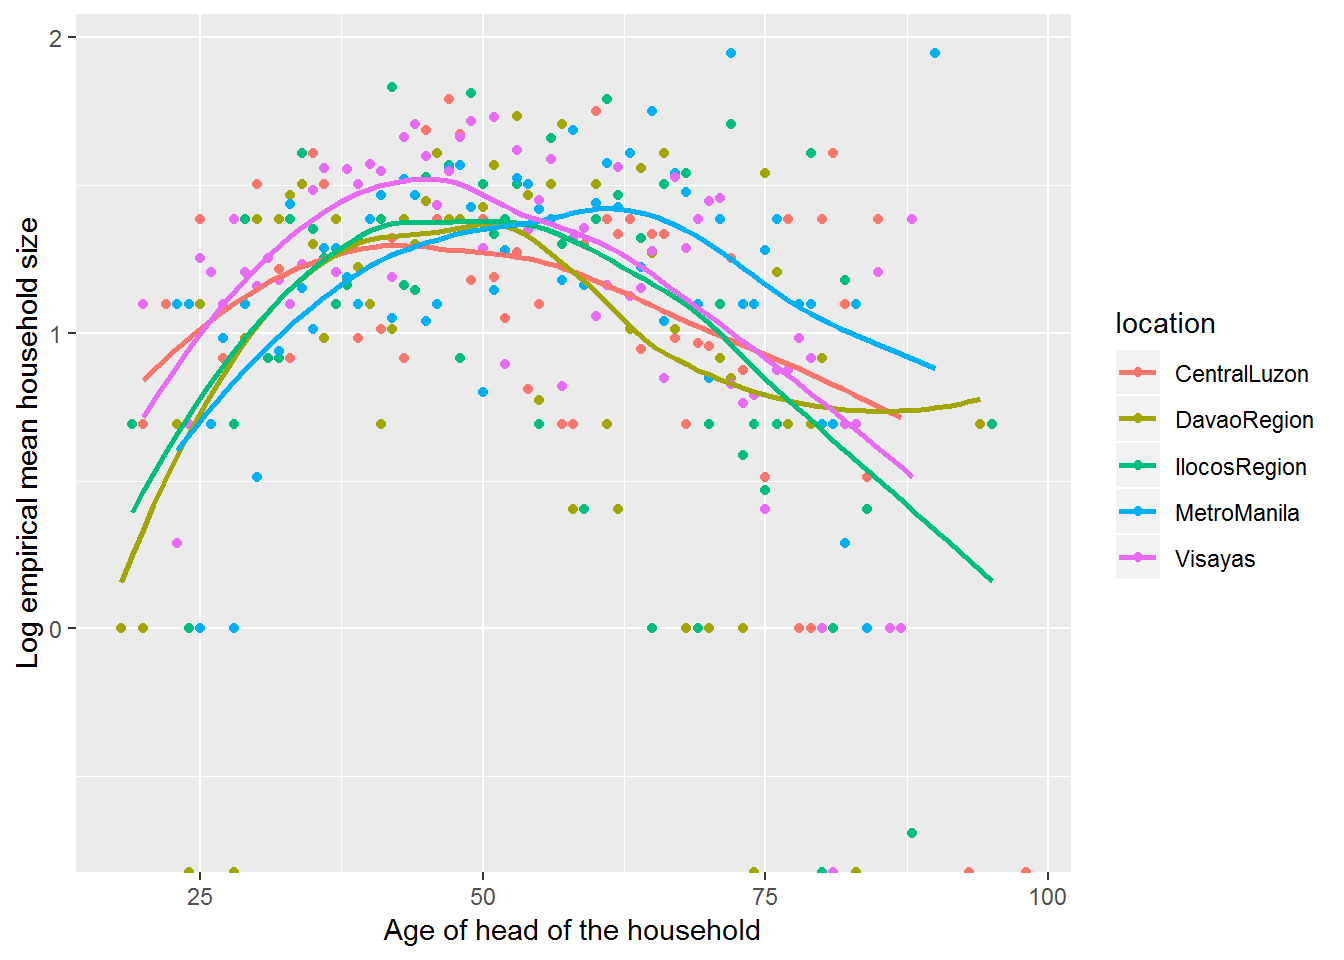 Log empirical mean household size
2
1
0
25 50 75 100
Age of head of the household
location
CentralLuzon
DavaoRegion
IlocosRegion
MetroManila
Visayas